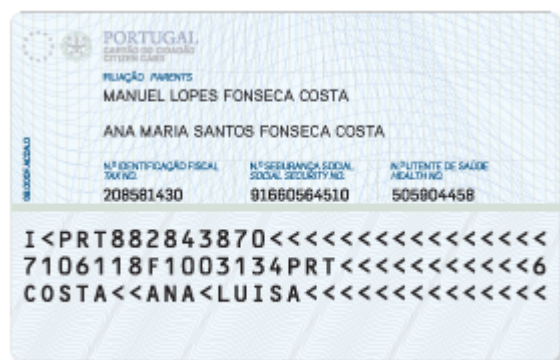 PORTUGAL
CARTÃO DE CIDADÃO
CITIZEN CARD
FILIAÇÃO PARENTS
MANUEL LOPES FONSECA COSTA
ANA MARIA SANTOS FONSECA COSTA
N.º IDENTIFICAÇÃO FISCAL N.º SEGURANÇA SOCIAL N.º UTENTE DE SAÚDE
TAX NO. SOCIAL SECURITY NO. HEALTH NO.
208581430 91660564510 505904458
I<PRT882843870<<<<<<<<<<<<<<<<
7106118F1003134PRT<<<<<<<<<<<6
COSTA<<ANA<LUISA<<<<<<<<<<<<<<